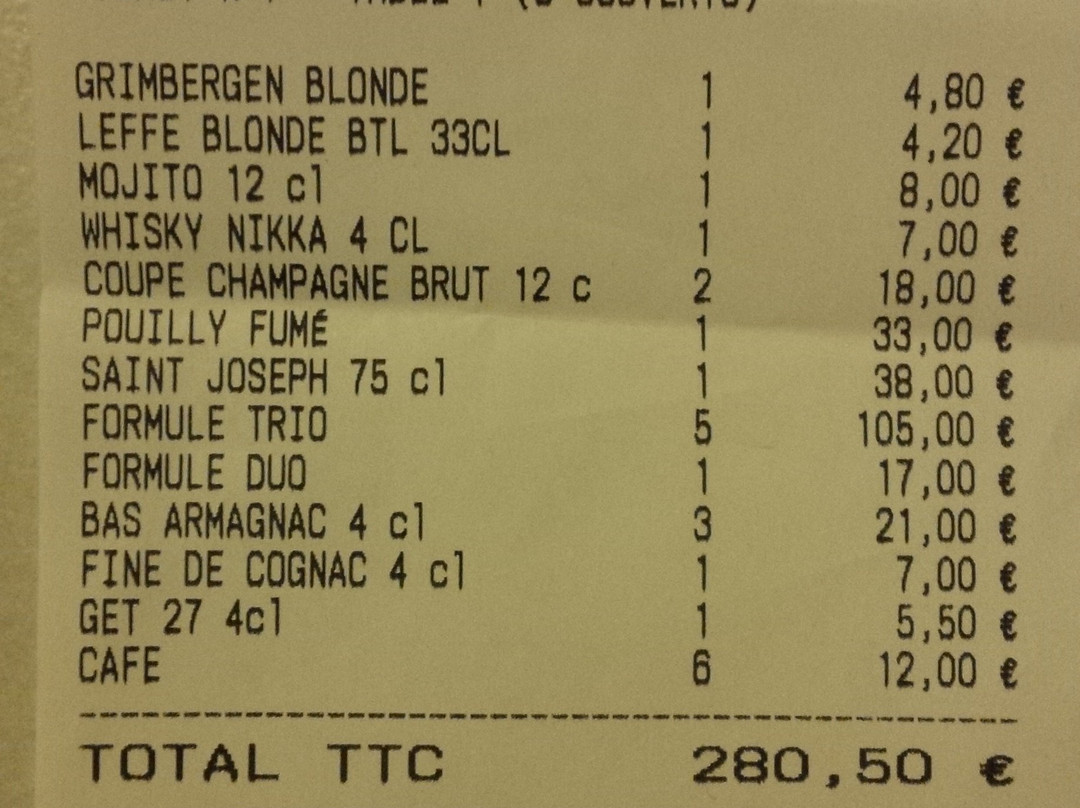 GRIMBERGEN BLONDE 1 4,80 €
LEFFE BLONDE BTL 33CL 1 4,20 €
MOJITO 12 cl 1 8,00 €
WHISKY NIKKA 4 CL 1 7,00 €
COUPE CHAMPAGNE BRUT 12 c 2 18,00 €
POUILLY FUMÉ 1 33,00 €
SAINT JOSEPH 75 cl 1 38,00 €
FORMULE TRIO 5 105,00 €
FORMULE DUO 1 17,00 €
BAS ARMAGNAC 4 cl 3 21,00 €
FINE DE COGNAC 4 cl 1 7,00 €
GET 27 4cl 1 5,50 €
CAFE 6 12,00 €
TOTAL TTC 280,50 €